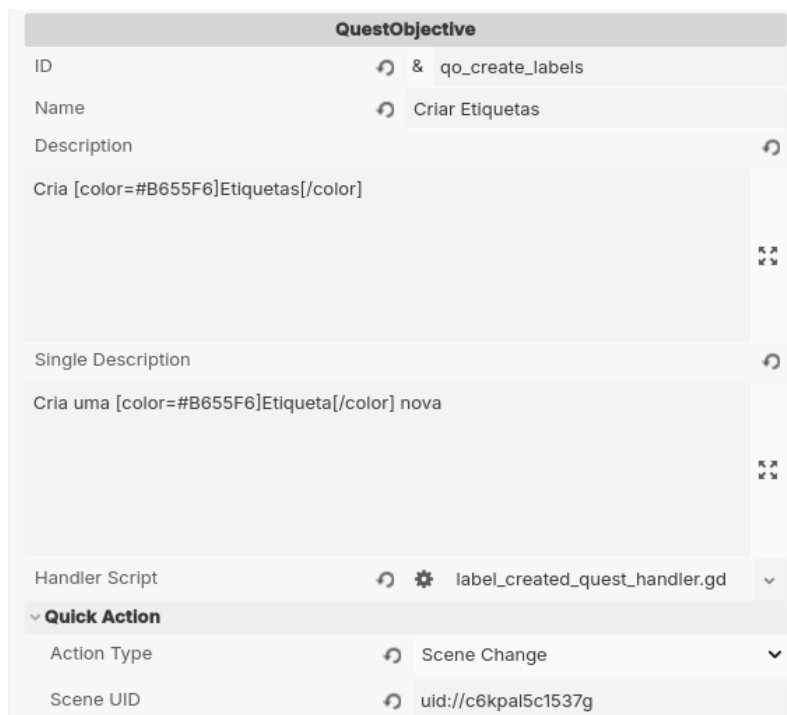 QuestObjective
ID & qo_create_labels
Name Criar Etiquetas
Description
Cria [color=#B655F6]Etiquetas[/color]
Single Description
Cria uma [color=#B655F6]Etiqueta[/color] nova
Handler Script label_created_quest_handler.gd
Quick Action
Action Type Scene Change
Scene UID uid://c6kpal5c1537g